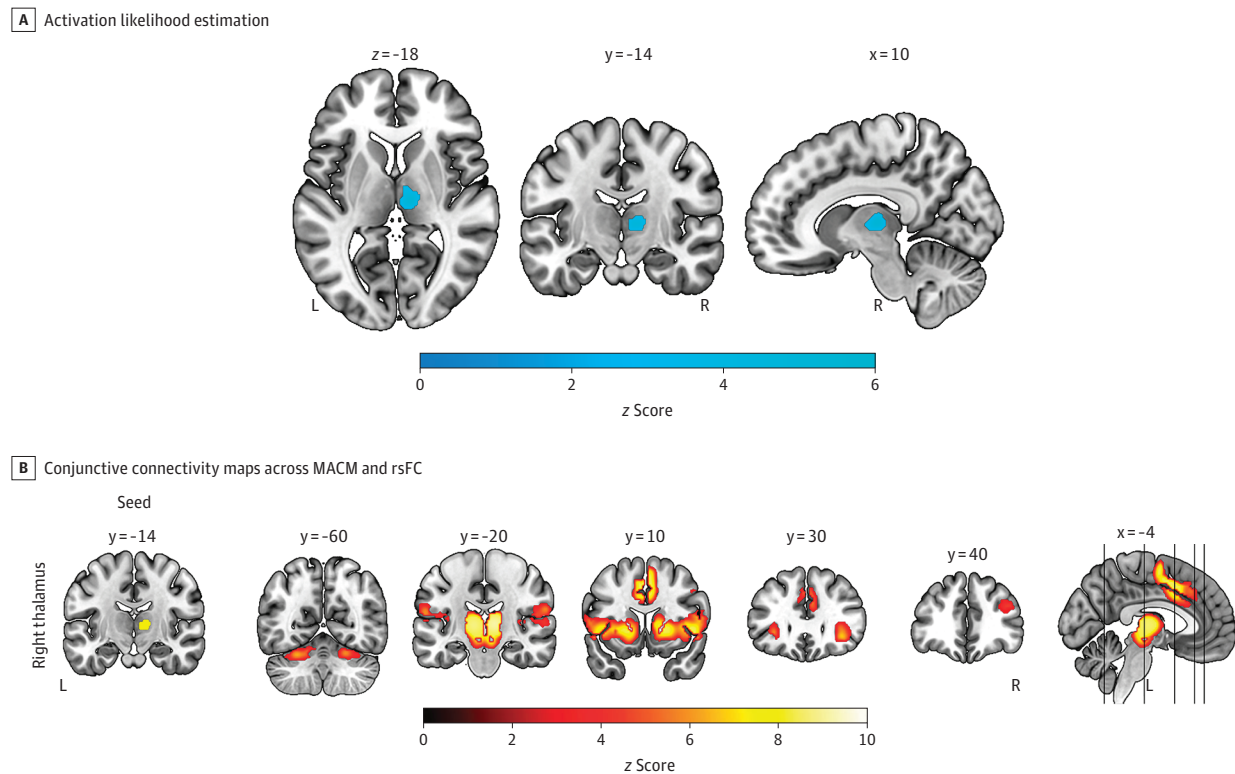 A Activation likelihood estimation
z = –18 y = –14 x = 10
L R R
0 2 4 6
z Score
B Conjunctive connectivity maps across MACM and rsFC
Seed
y = –14 y = –60 y = –20 y = 10 y = 30 y = 40 x = –4
Right thalamus
L R L
0 2 4 6 8 10
z Score